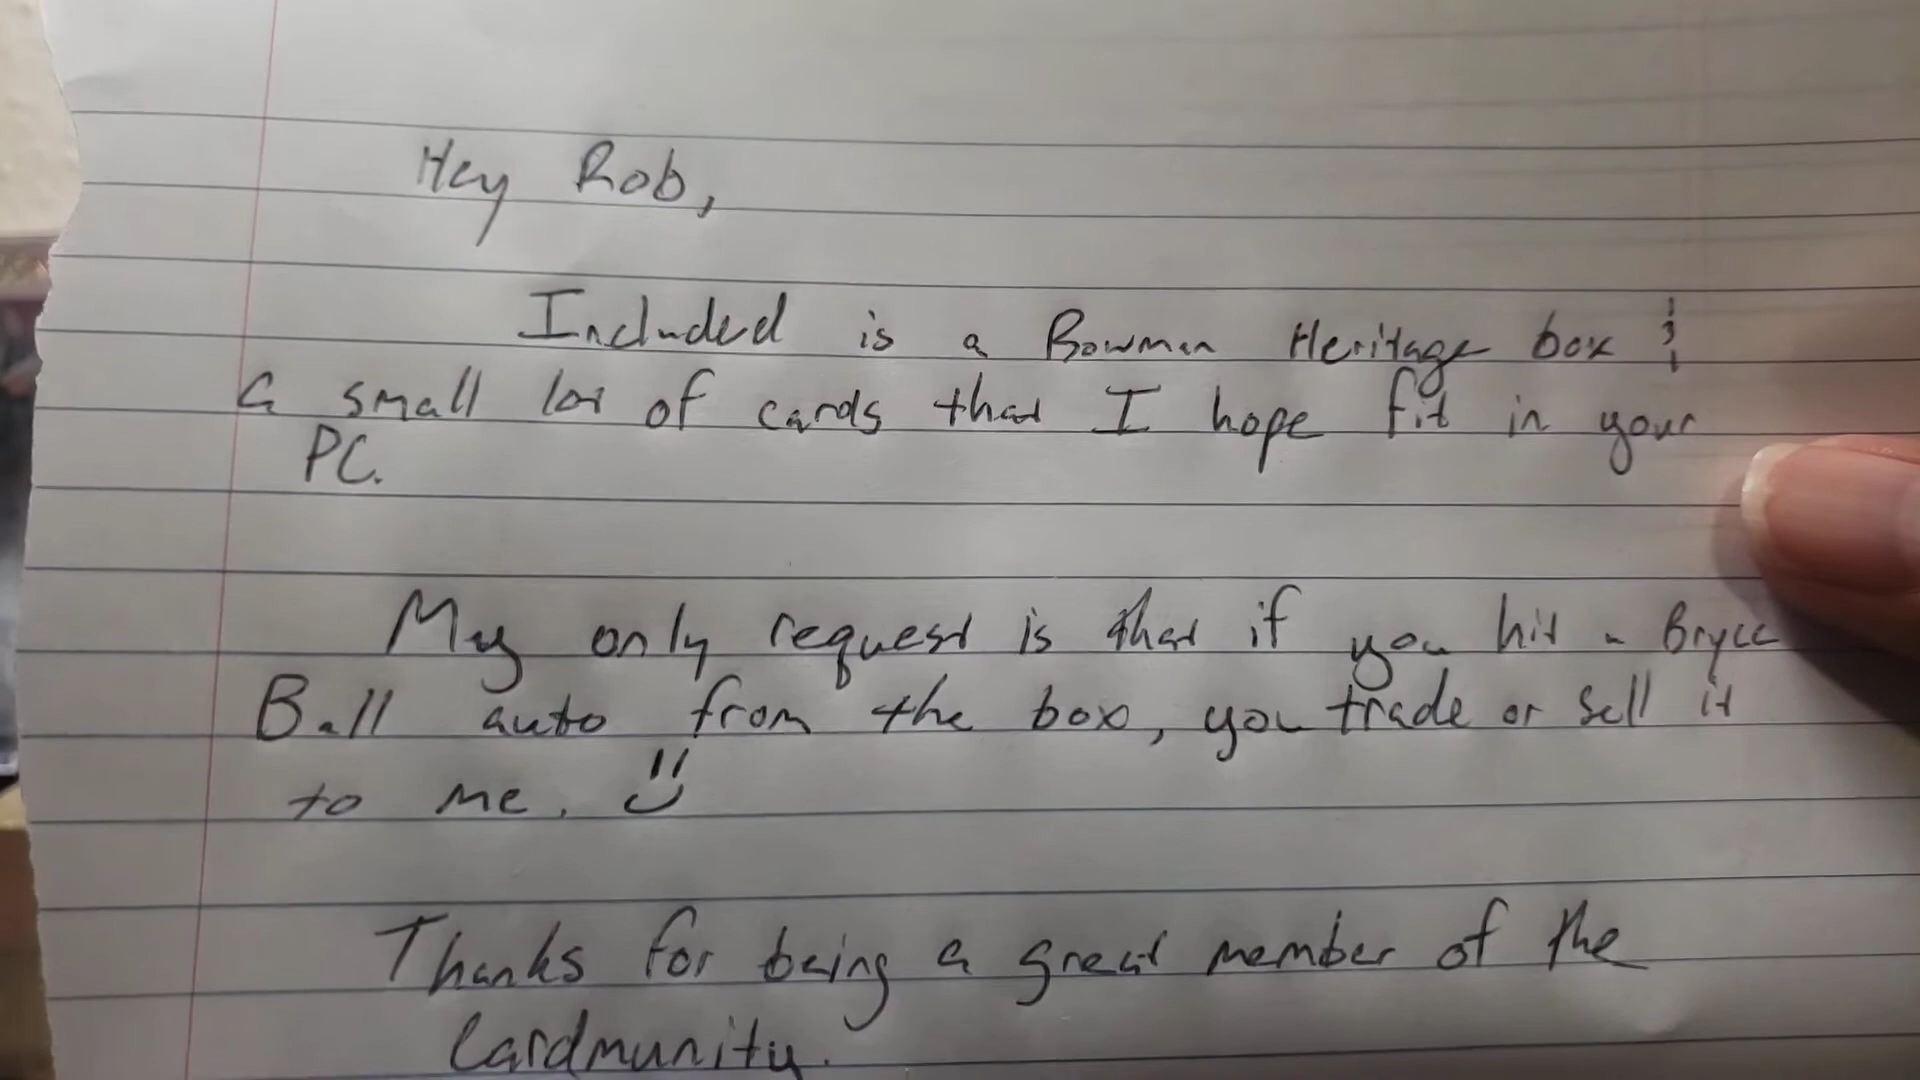 Hey Rob,
Included is a Bowman Heritage box &
a small lot of cards that I hope fit in your
PC.
My only request is that if you hit a Bryce
Ball auto from the box, you trade or sell it
to me.
Thanks for being a great member of the
Cardmunity.